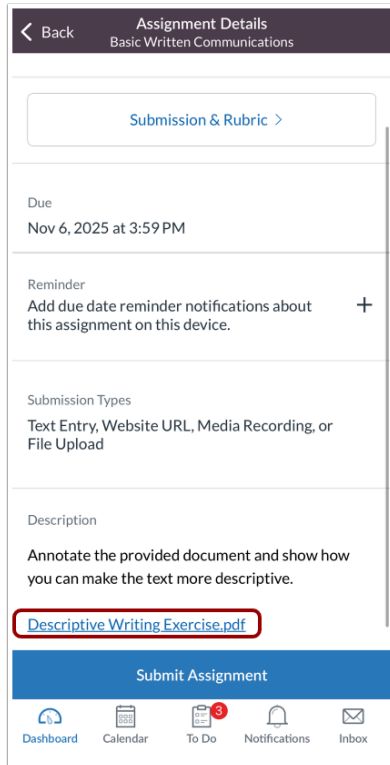 Back
Assignment Details
Basic Written Communications
Submission & Rubric >
Due
Nov 6, 2025 at 3:59 PM
Reminder
Add due date reminder notifications about
this assignment on this device.
Submission Types
Text Entry, Website URL, Media Recording, or
File Upload
Description
Annotate the provided document and show how
you can make the text more descriptive.
Descriptive Writing Exercise.pdf
Submit Assignment
3
Dashboard Calendar To Do Notifications Inbox